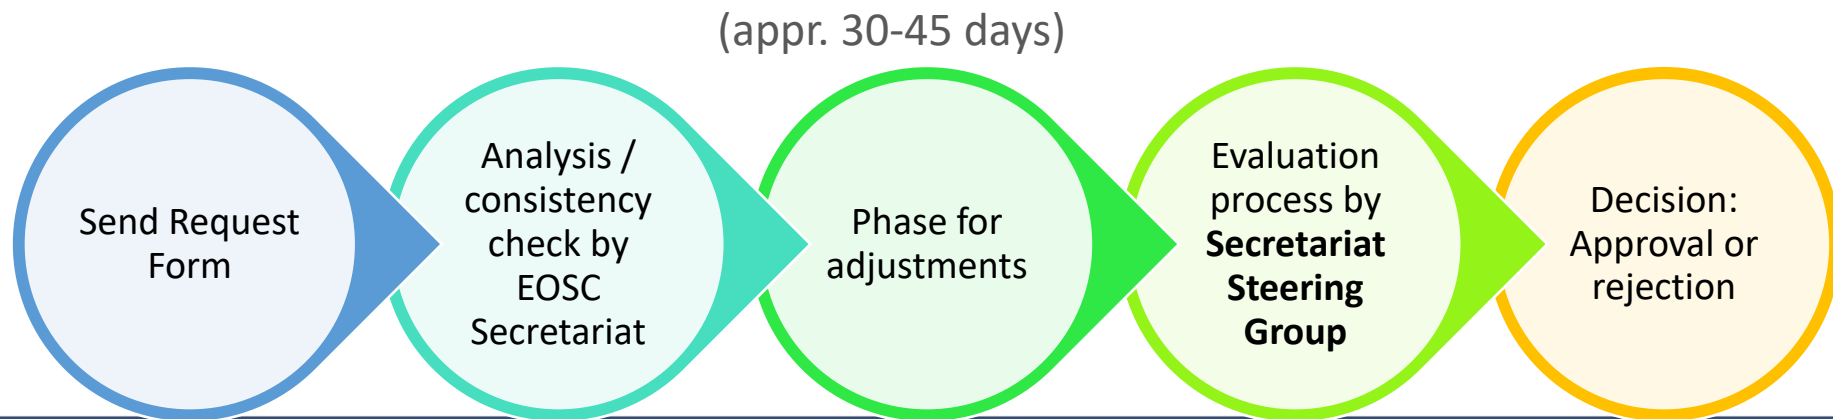 (appr. 30-45 days)
Send Request
Form
Analysis /
consistency
check by
EOSC
Secretariat
Phase for
adjustments
Evaluation
process by
Secretariat
Steering
Group
Decision:
Approval or
rejection